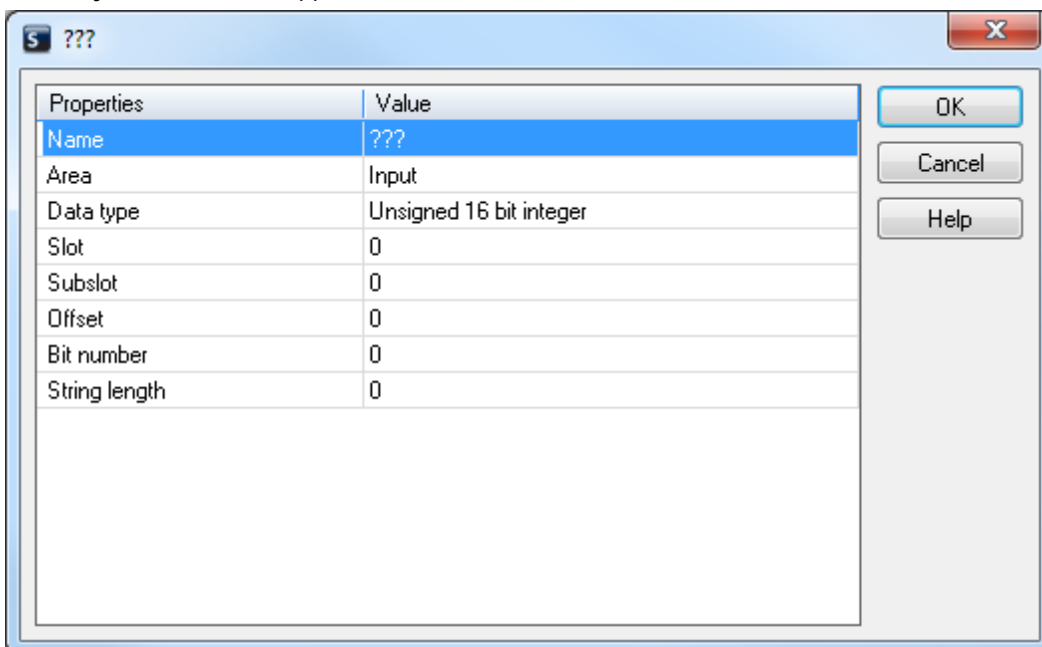 S ???
Properties Value
Name ???
Area Input
Data type Unsigned 16 bit integer
Slot 0
Subslot 0
Offset 0
Bit number 0
String length 0
OK
Cancel
Help